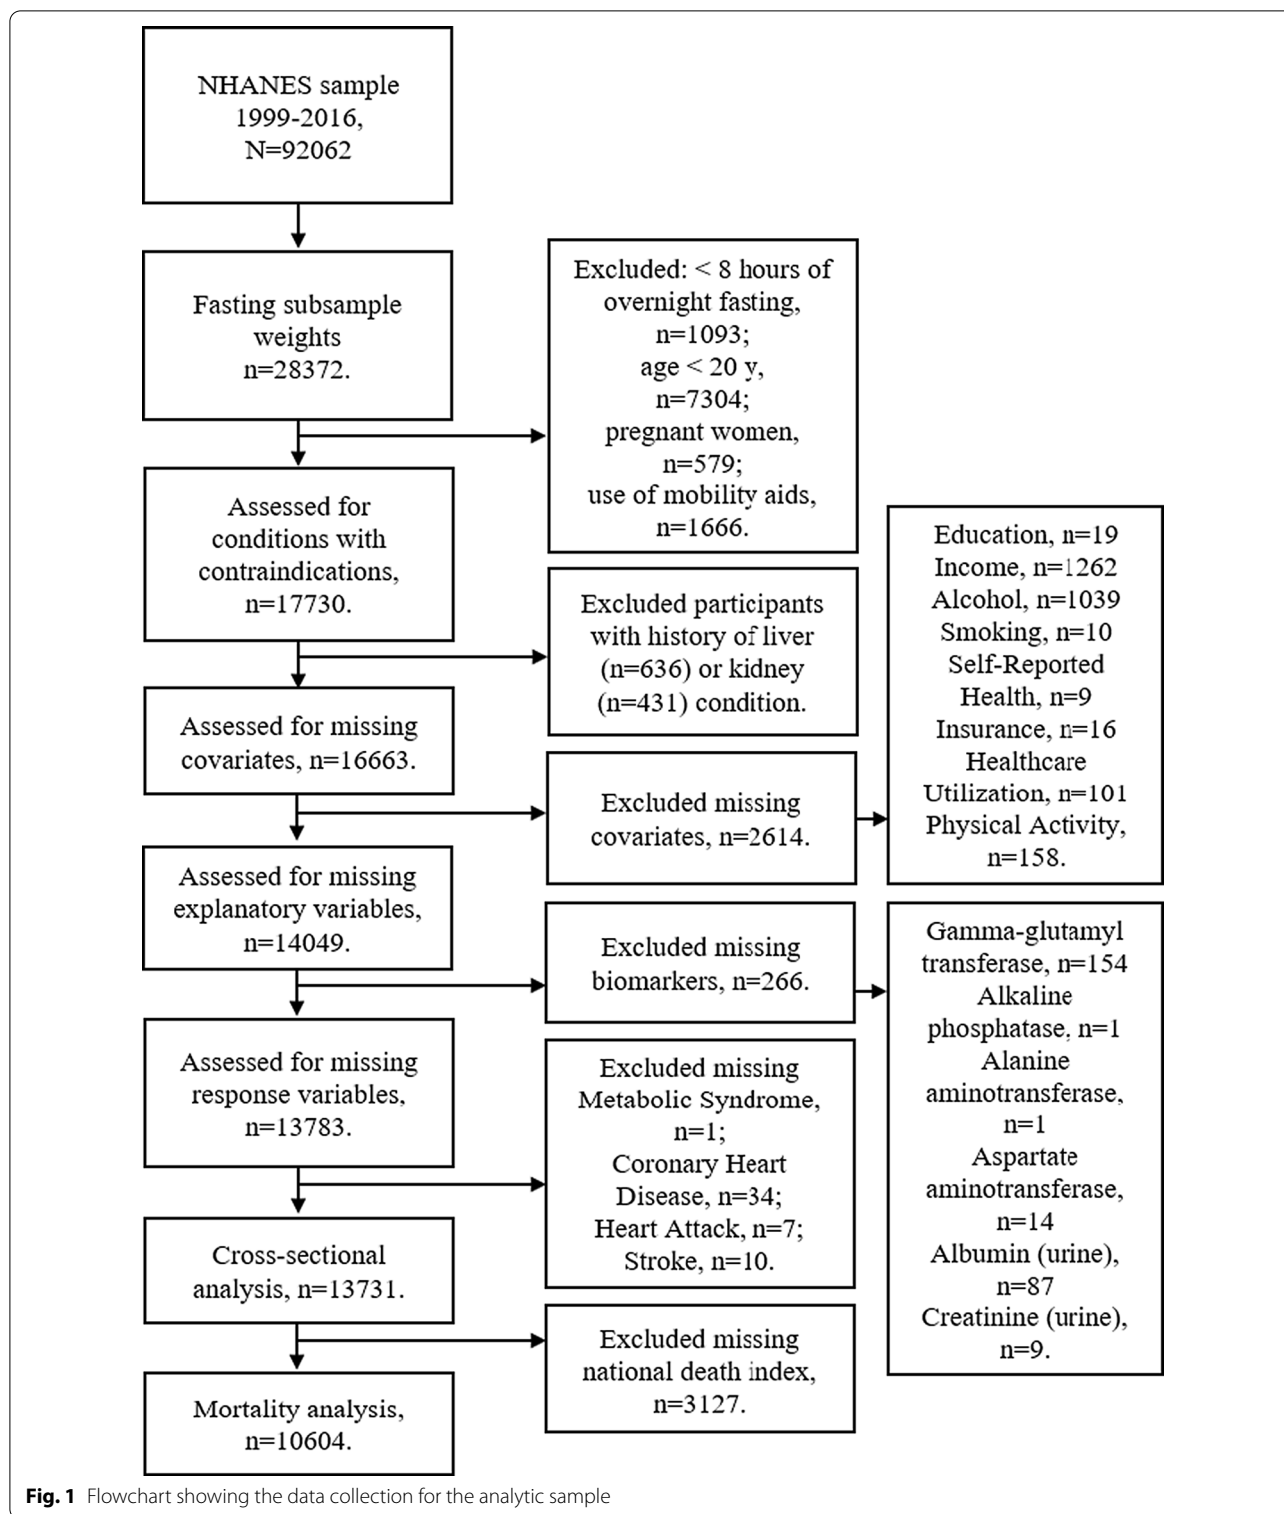 NHANES sample
1999-2016,
N=92062
Fasting subsample
weights
n=28372.
Excluded: < 8 hours of
overnight fasting,
n=1093;
age < 20 y,
n=7304;
pregnant women,
n=579;
use of mobility aids,
n=1666.
Assessed for
conditions with
contraindications,
n=17730.
Excluded participants
with history of liver
(n=636) or kidney
(n=431) condition.
Assessed for missing
covariates, n=16663.
Excluded missing
covariates, n=2614.
Education, n=19
Income, n=1262
Alcohol, n=1039
Smoking, n=10
Self-Reported
Health, n=9
Insurance, n=16
Healthcare
Utilization, n=101
Physical Activity,
n=158.
Assessed for missing
explanatory variables,
n=14049.
Excluded missing
biomarkers, n=266.
Gamma-glutamyl
transferase, n=154
Alkaline
phosphatase, n=1
Alanine
aminotransferase,
n=1
Aspartate
aminotransferase,
n=14
Albumin (urine),
n=87
Creatinine (urine),
n=9.
Assessed for missing
response variables,
n=13783.
Excluded missing
Metabolic Syndrome,
n=1;
Coronary Heart
Disease, n=34;
Heart Attack, n=7;
Stroke, n=10.
Cross-sectional
analysis, n=13731.
Excluded missing
national death index,
n=3127.
Mortality analysis,
n=10604.
Fig. 1 Flowchart showing the data collection for the analytic sample